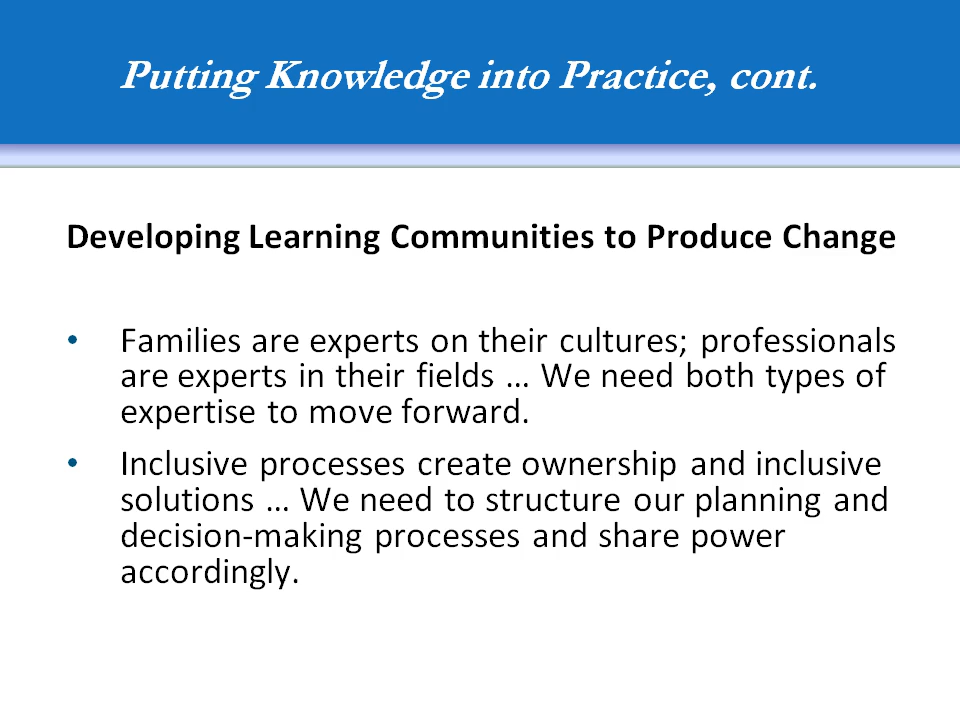 Putting Knowledge into Practice, cont.
Developing Learning Communities to Produce Change
• Families are experts on their cultures; professionals
are experts in their fields ... We need both types of
expertise to move forward.
• Inclusive processes create ownership and inclusive
solutions ... We need to structure our planning and
decision-making processes and share power
accordingly.